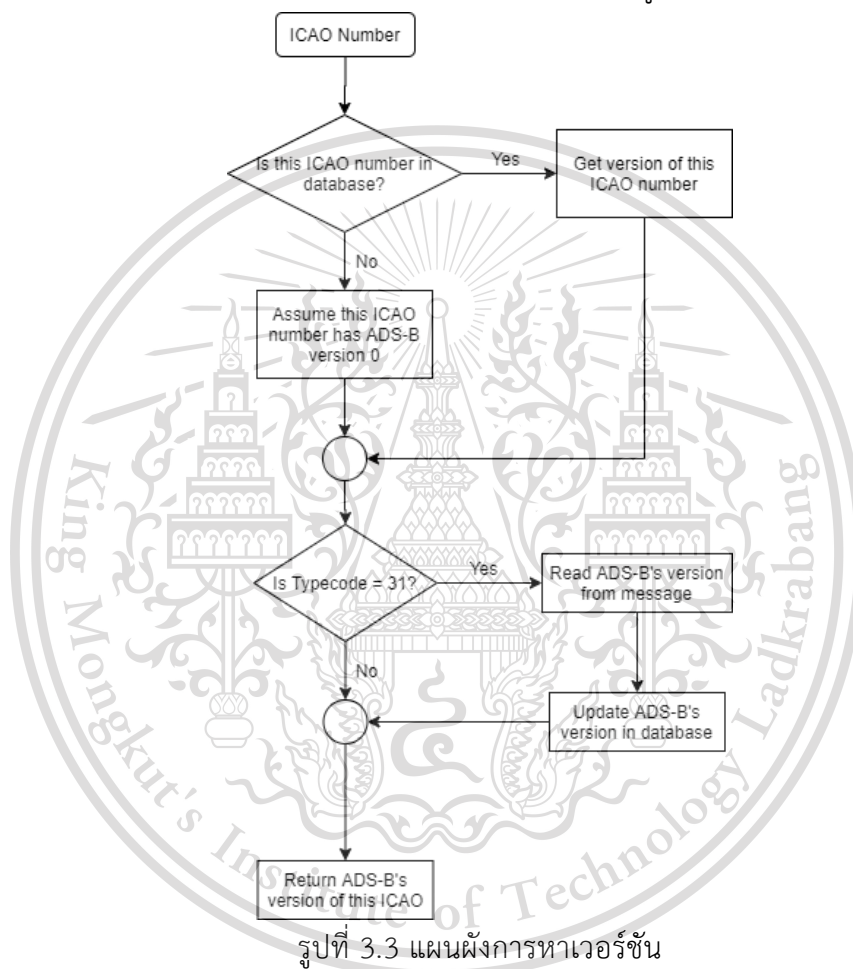 ICAO Number
Is this ICAO number in
database?
Yes
Get version of this
ICAO number
No
Assume this ICAO
number has ADS-B
version 0
Is Typecode = 31?
Yes
Read ADS-B's version
from message
No
Update ADS-B's
version in database
Return ADS-B's
version of this ICAO
King Mongkut's Institute of Technology Ladkrabang
รูปที่ 3.3 แผนผังการหาเวอร์ชัน